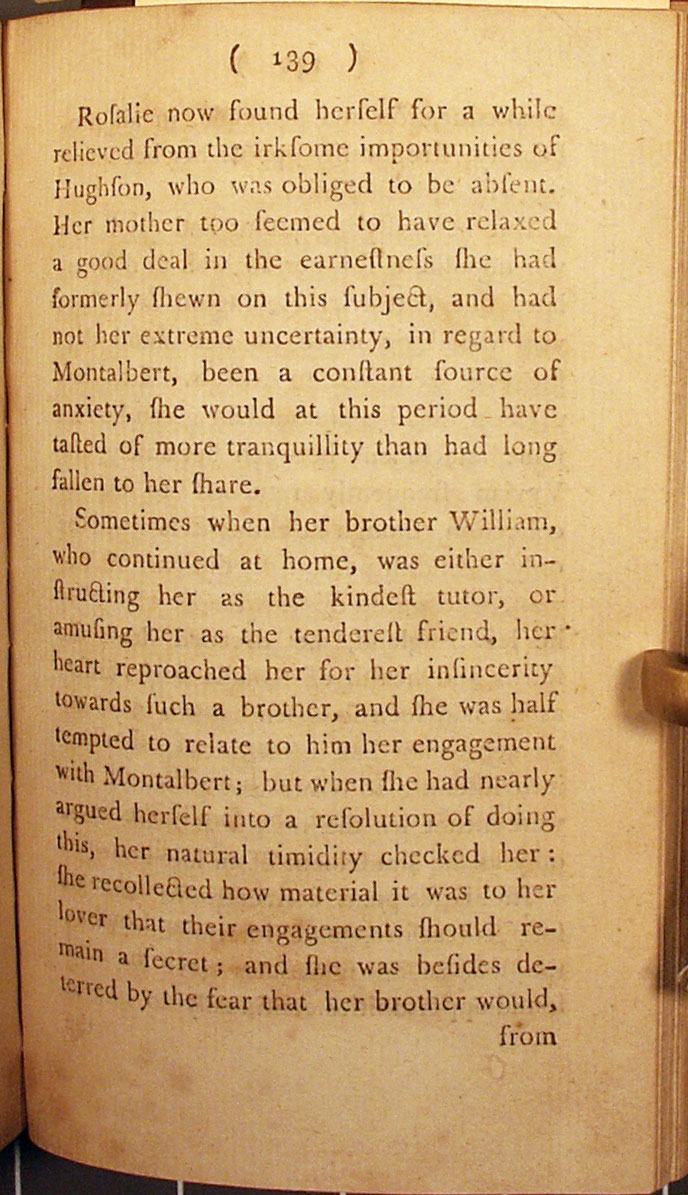 ( 139 )
Roſalie now found herſelf for a while
relieved from the irkſome importunities of
Hughſon, who was obliged to be abſent.
Her mother too ſeemed to have relaxed
a good deal in the earneſtneſs ſhe had
formerly ſhewn on this ſubject, and had
not her extreme uncertainty, in regard to
Montalbert, been a conſtant ſource of
anxiety, ſhe would at this period have
taſted of more tranquillity than had long
fallen to her ſhare.
Sometimes when her brother William,
who continued at home, was either in-
ſtructing her as the kindeſt tutor, or
amuſing her as the tendereſt friend, her
heart reproached her for her inſincerity
towards ſuch a brother, and ſhe was half
tempted to relate to him her engagement
with Montalbert; but when ſhe had nearly
argued herſelf into a reſolution of doing
this, her natural timidity checked her:
ſhe recollected how material it was to her
lover that their engagements ſhould re-
main a ſecret; and ſhe was beſides de-
terred by the fear that her brother would,
from